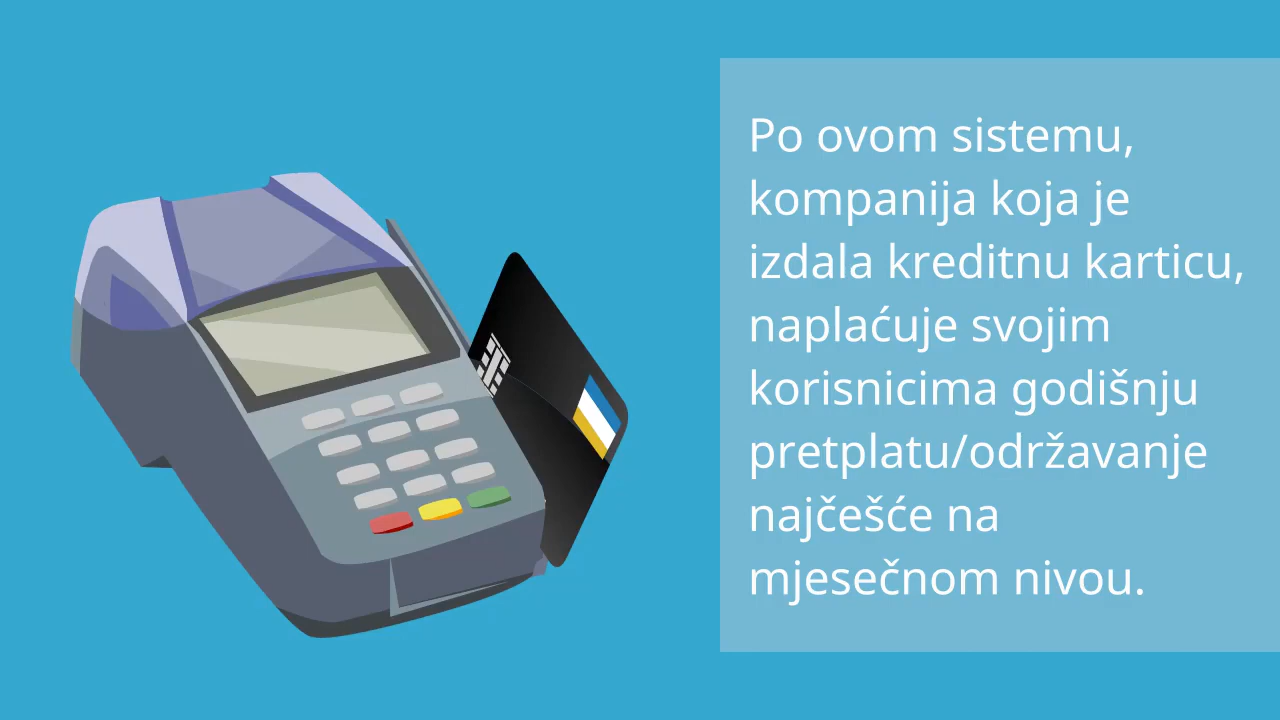 Po ovom sistemu,
kompanija koja je
izdala kreditnu karticu,
naplaćuje svojim
korisnicima godišnju
pretplatu/održavanje
najčešće na
mjesečnom nivou.